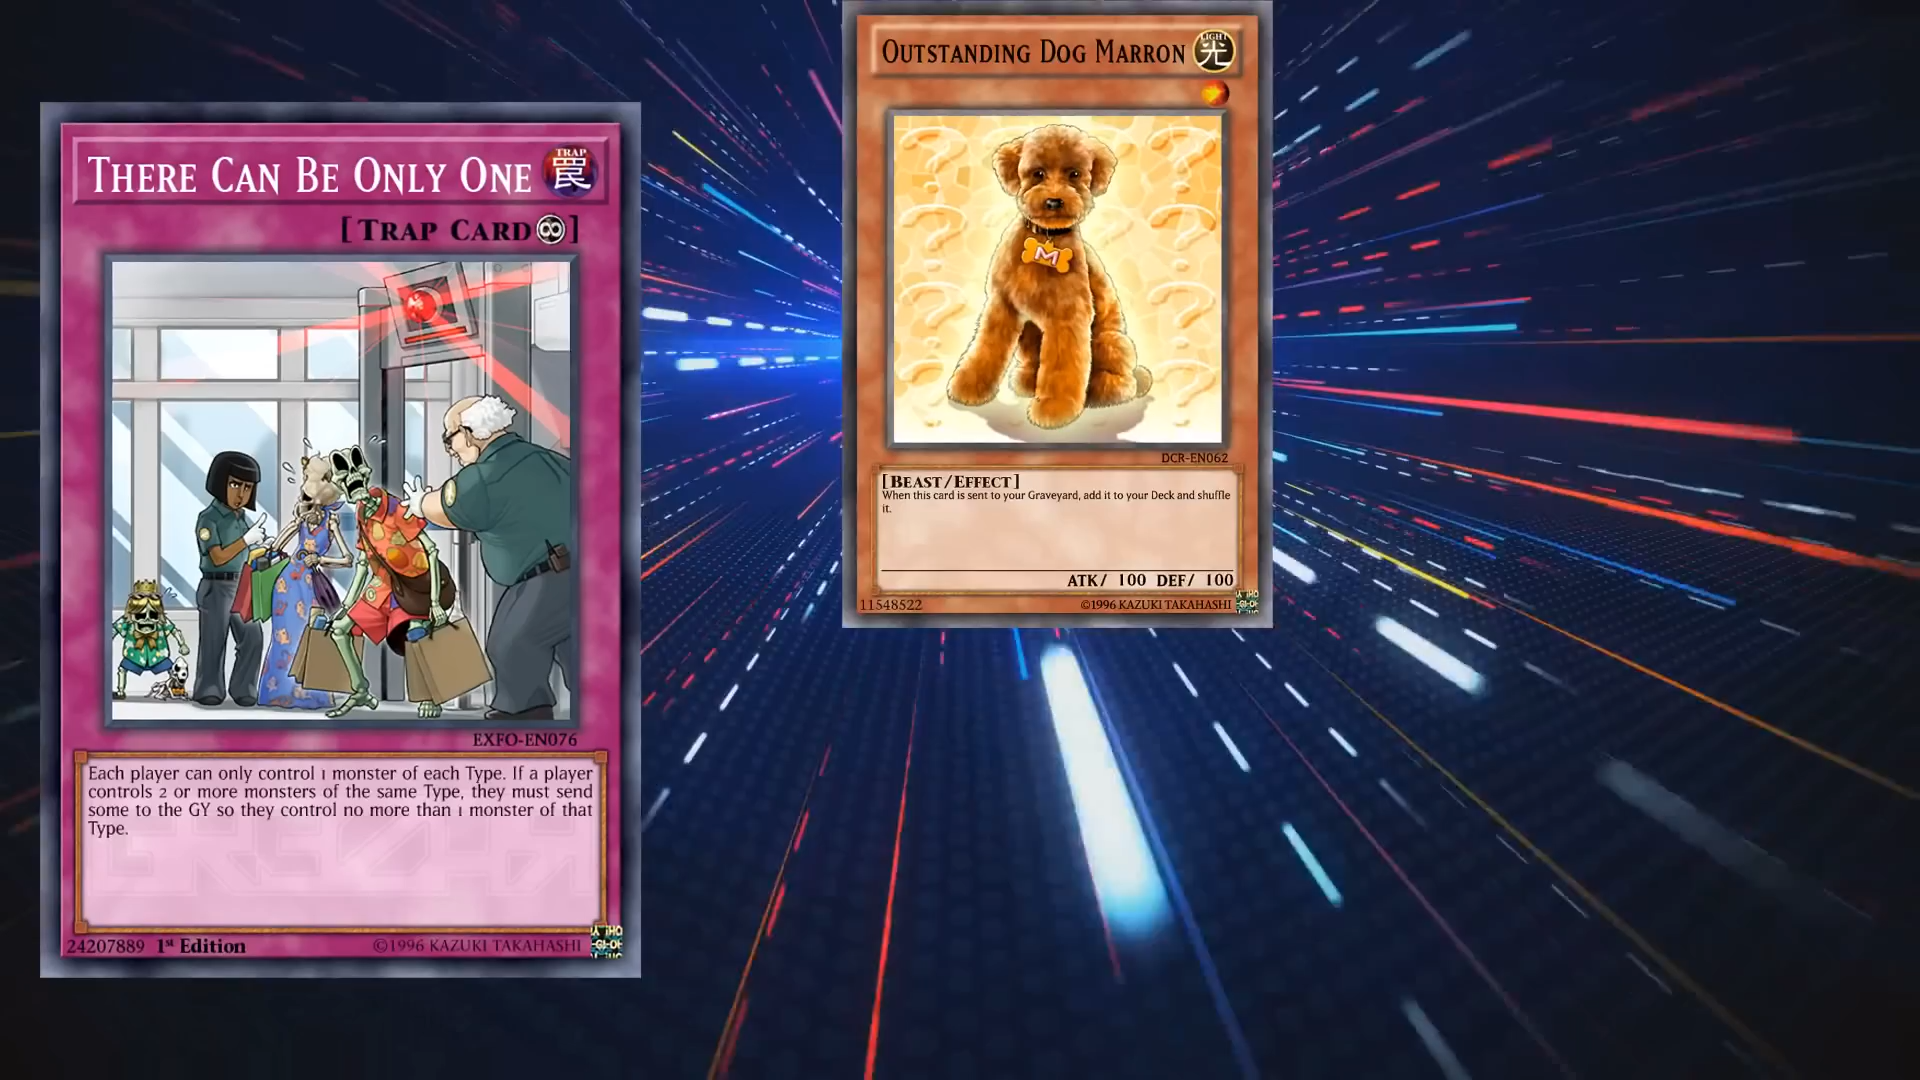 THERE CAN BE ONLY ONE
TRAP
罠
[TRAP CARD]
EXFO-EN076
Each player can only control 1 monster of each Type. If a player
controls 2 or more monsters of the same Type, they must send
some to the GY so they control no more than 1 monster of that
Type.
24207889 1st Edition
©1996 KAZUKI TAKAHASHI
OUTSTANDING DOG MARRON
LIGHT
光
M
DCR-EN062
[BEAST/EFFECT]
When this card is sent to your Graveyard, add it to your Deck and shuffle
it.
ATK/ 100 DEF/ 100
11548522
©1996 KAZUKI TAKAHASHI